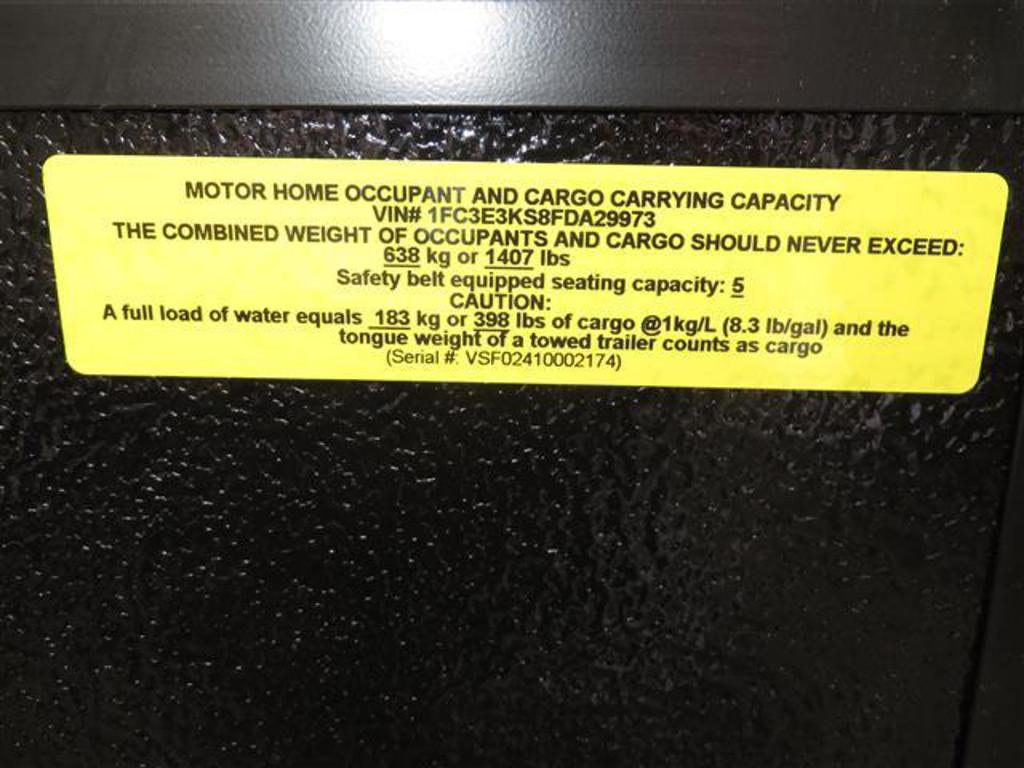 MOTOR HOME OCCUPANT AND CARGO CARRYING CAPACITY
VIN# 1FC3E3KS8FDA29973
THE COMBINED WEIGHT OF OCCUPANTS AND CARGO SHOULD NEVER EXCEED:
638 kg or 1407 lbs
Safety belt equipped seating capacity: 5
CAUTION:
A full load of water equals 183 kg or 398 lbs of cargo @1kg/L (8.3 lb/gal) and the
tongue weight of a towed trailer counts as cargo
(Serial #: VSF02410002174)